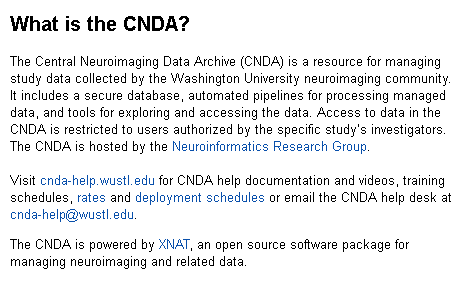 What is the CNDA?
The Central Neuroimaging Data Archive (CNDA) is a resource for managing
study data collected by the Washington University neuroimaging community.
It includes a secure database, automated pipelines for processing managed
data, and tools for exploring and accessing the data. Access to data in the
CNDA is restricted to users authorized by the specific study's investigators.
The CNDA is hosted by the Neuroinformatics Research Group.
Visit cnda-help.wustl.edu for CNDA help documentation and videos, training
schedules, rates and deployment schedules or email the CNDA help desk at
cnda-help@wustl.edu.
The CNDA is powered by XNAT, an open source software package for
managing neuroimaging and related data.